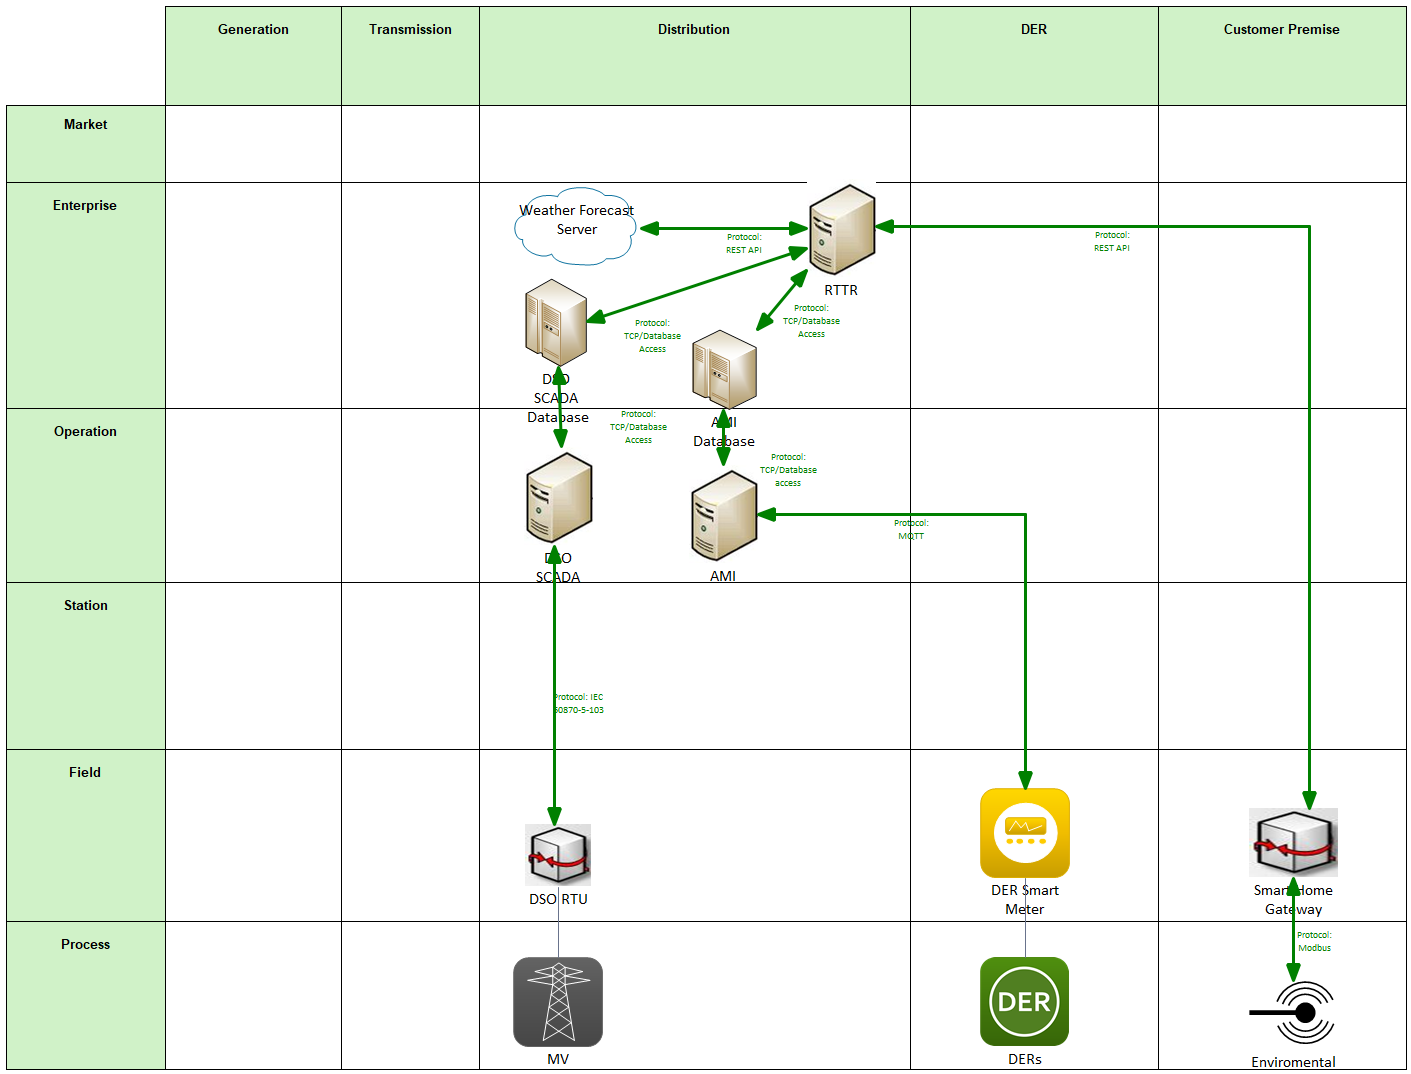 Generation
Transmission
Distribution
DER
Customer Premise
Market
Enterprise
Weather Forecast
Server
Protocol:
REST API
RTTR
Protocol:
REST API
Protocol:
TCP/Database
Access
Protocol:
TCP/Database
Access
DSO
SCADA
Database
Operation
Protocol:
TCP/Database
Access
AMI
Database
Protocol:
TCP/Database
access
Protocol:
MQTT
DSO
SCADA
AMI
Station
Protocol: IEC
60870-5-103
Field
DSO RTU
DER Smart
Meter
Smart Home
Gateway
Process
Protocol:
Modbus
DER
MV
DERs
Enviromental